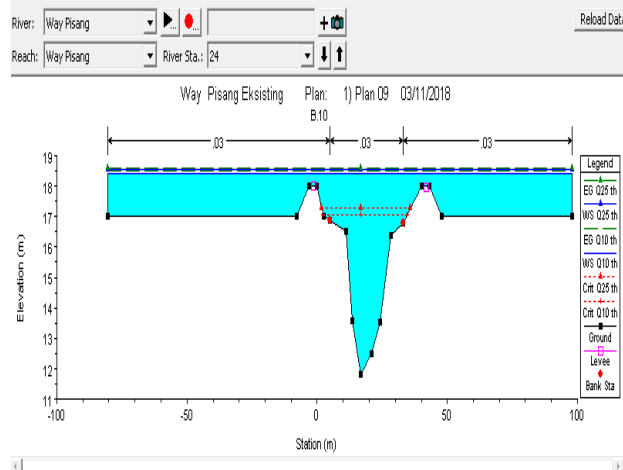 River: Way Pisang
Reload Data
Reach: Way Pisang River Sta.: 24
Way Pisang Eksisting Plan: 1) Plan 09 03/11/2018
B.10
.03 .03 .03
19
18
17
16
15
14
13
12
11
Elevation (m)
-100 -50 0 50 100
Station (m)
Legend
EG Q25 th
WS Q25 th
EG Q10 th
WS Q10 th
Crit Q25 th
Crit Q10 th
Ground
Levee
Bank Sta